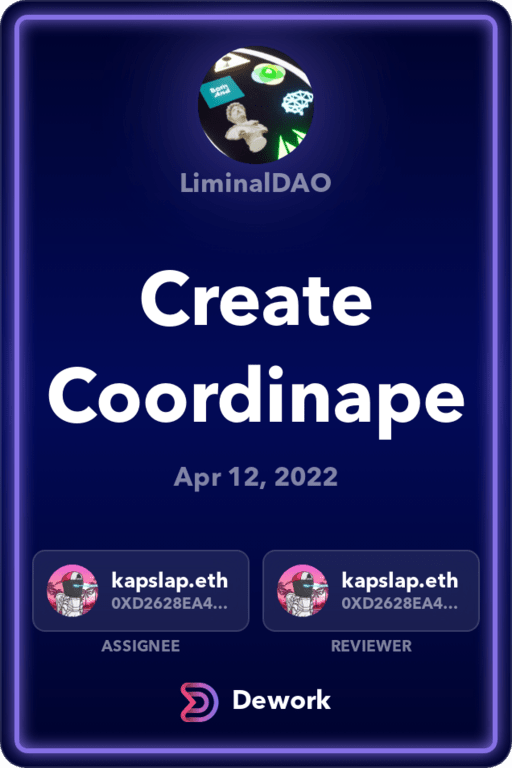 LiminalDAO
Create
Coordinape
Apr 12, 2022
kapslap.eth
0XD2628EA4...
kapslap.eth
0XD2628EA4...
ASSIGNEE
REVIEWER
Dework